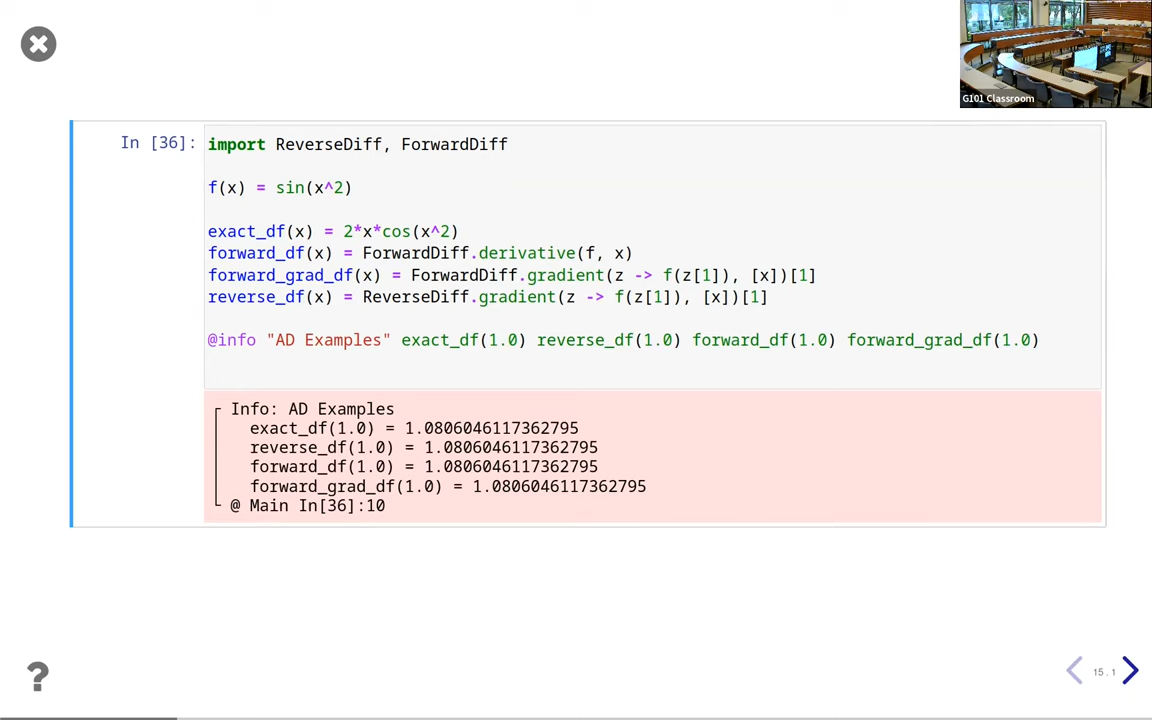 G101 Classroom
In [36]:
import ReverseDiff, ForwardDiff
f(x) = sin(x^2)
exact_df(x) = 2*x*cos(x^2)
forward_df(x) = ForwardDiff.derivative(f, x)
forward_grad_df(x) = ForwardDiff.gradient(z -> f(z[1]), [x])[1]
reverse_df(x) = ReverseDiff.gradient(z -> f(z[1]), [x])[1]
@info "AD Examples" exact_df(1.0) reverse_df(1.0) forward_df(1.0) forward_grad_df(1.0)
┌ Info: AD Examples
│   exact_df(1.0) = 1.0806046117362795
│   reverse_df(1.0) = 1.0806046117362795
│   forward_df(1.0) = 1.0806046117362795
│   forward_grad_df(1.0) = 1.0806046117362795
└ @ Main In[36]:10
?
15.1